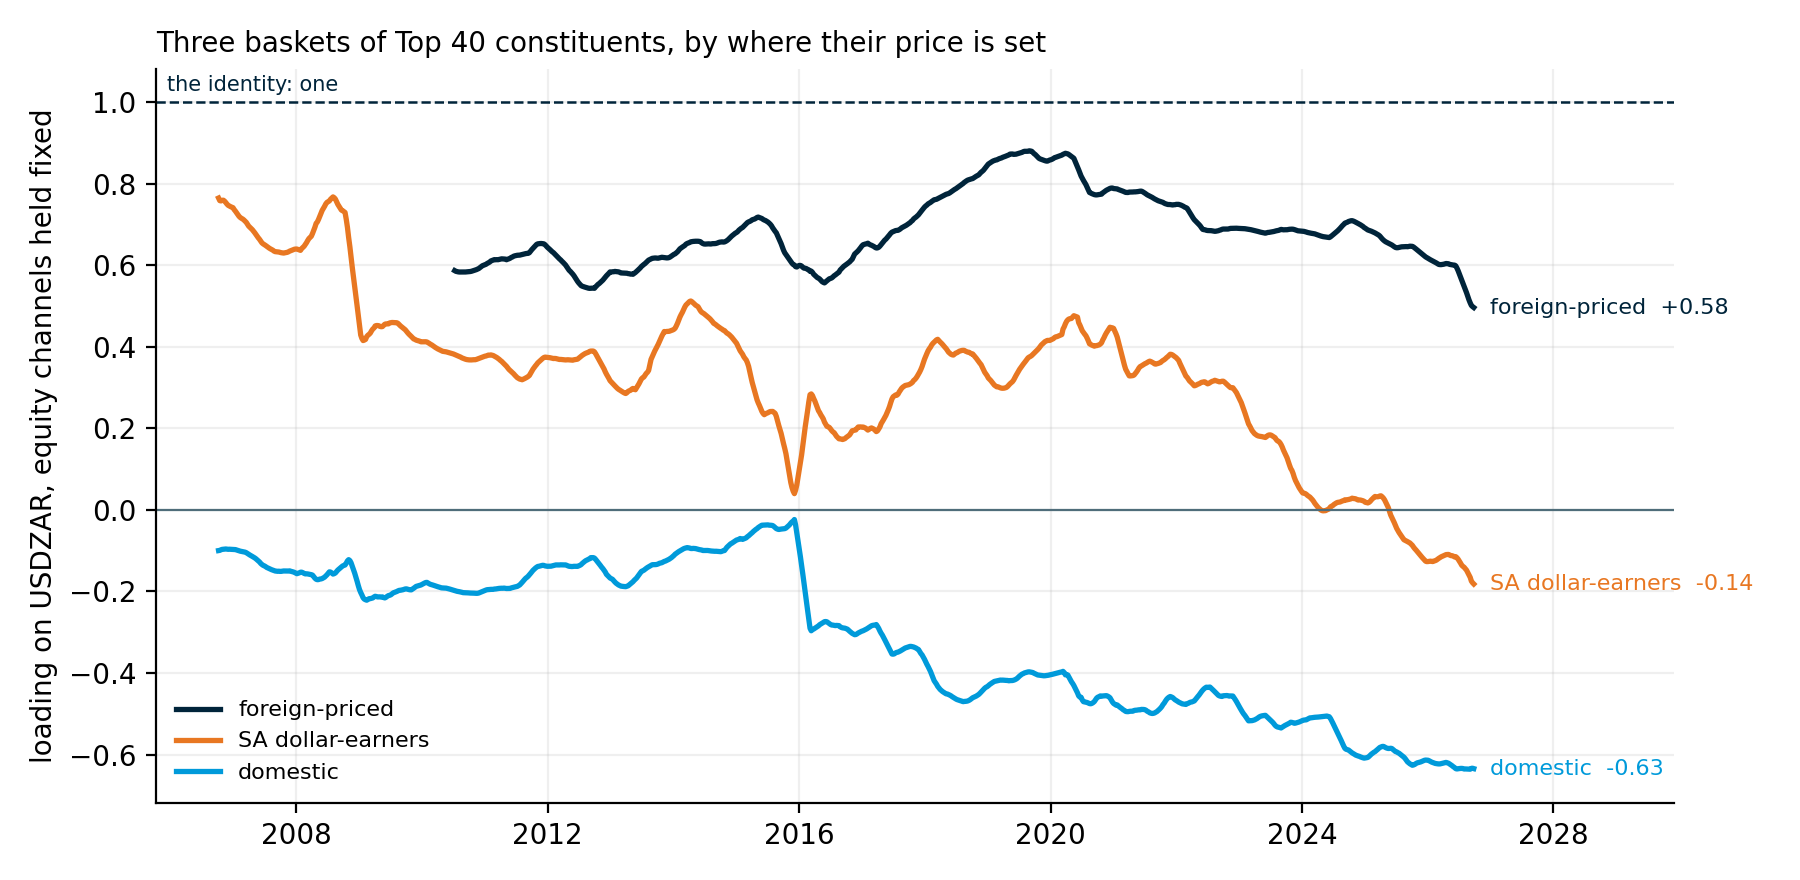 Three baskets of Top 40 constituents, by where their price is set
the identity: one
loading on USDZAR, equity channels held fixed
1.0
0.8
0.6
0.4
0.2
0.0
−0.2
−0.4
−0.6
foreign-priced +0.58
SA dollar-earners -0.14
domestic -0.63
foreign-priced
SA dollar-earners
domestic
2008
2012
2016
2020
2024
2028